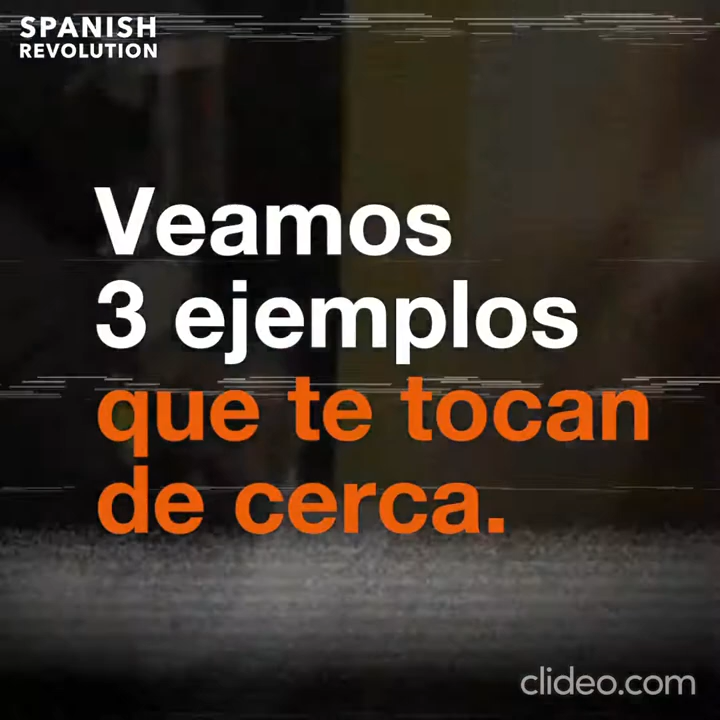 SPANISH
REVOLUTION
Veamos
3 ejemplos
que te tocan
de cerca.
clideo.com